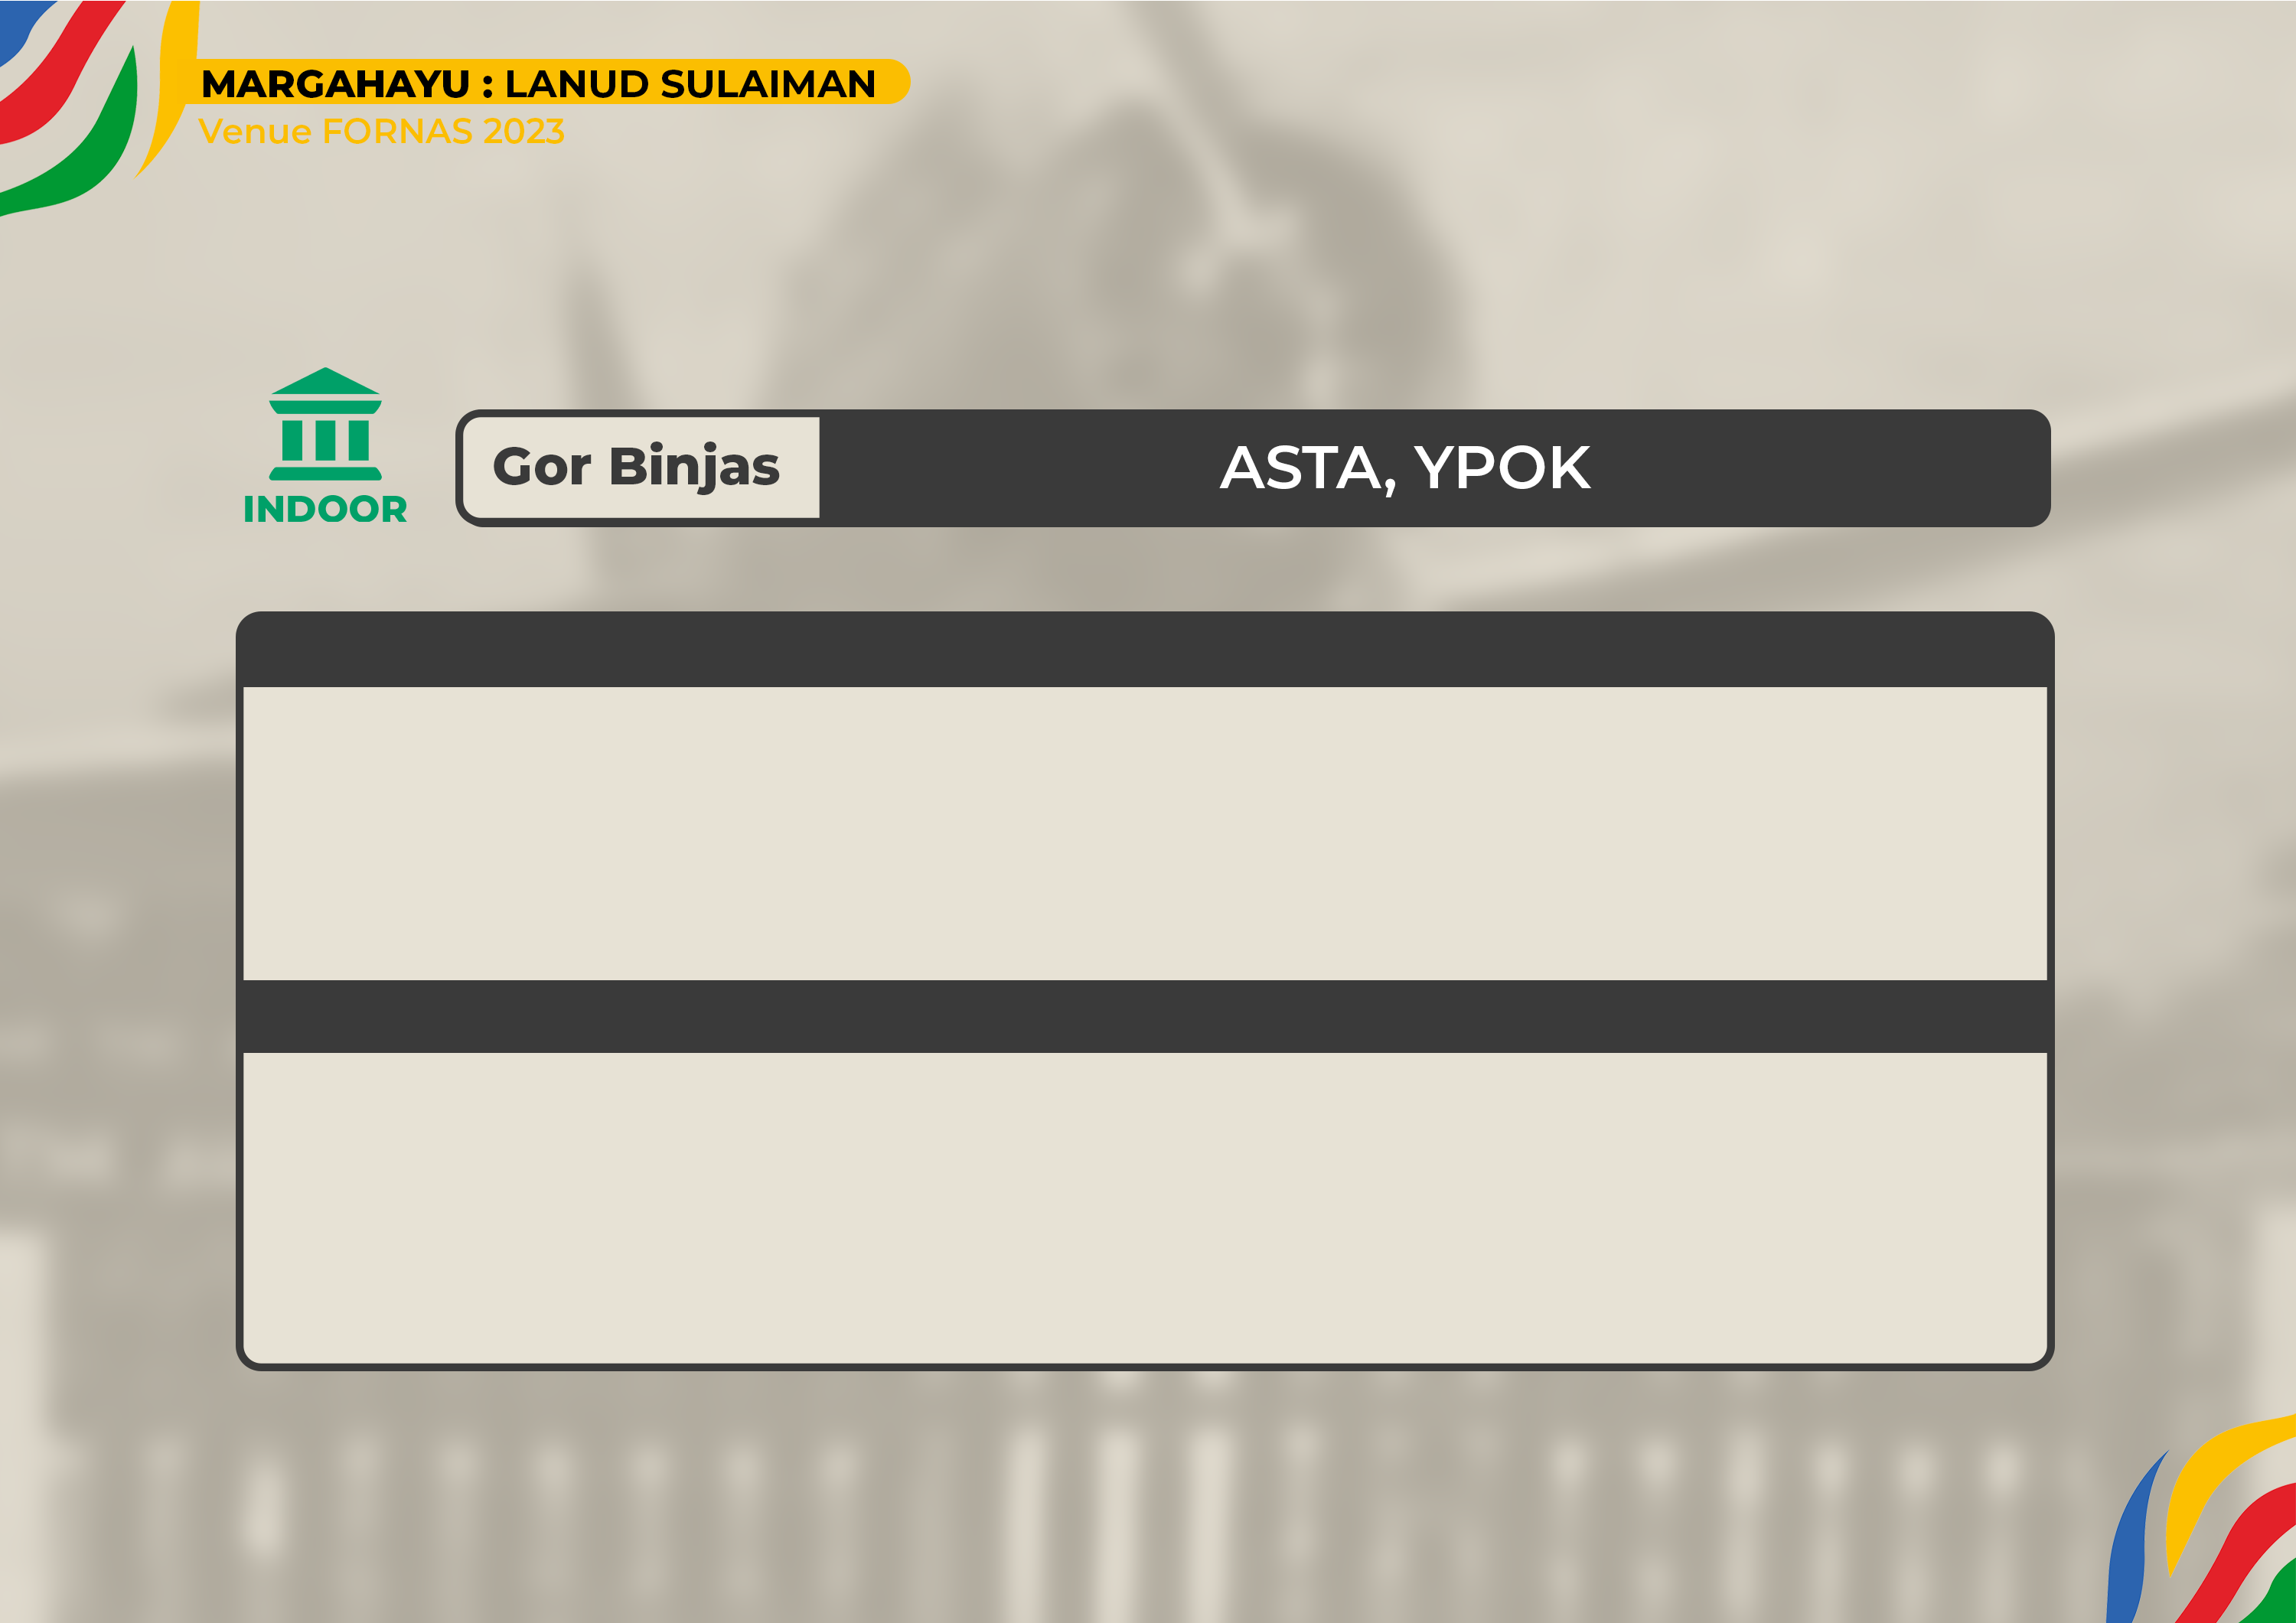 MARGAHAYU : LANUD SULAIMAN
Venue FORNAS 2023
INDOOR
Gor Binjas
ASTA, YPOK